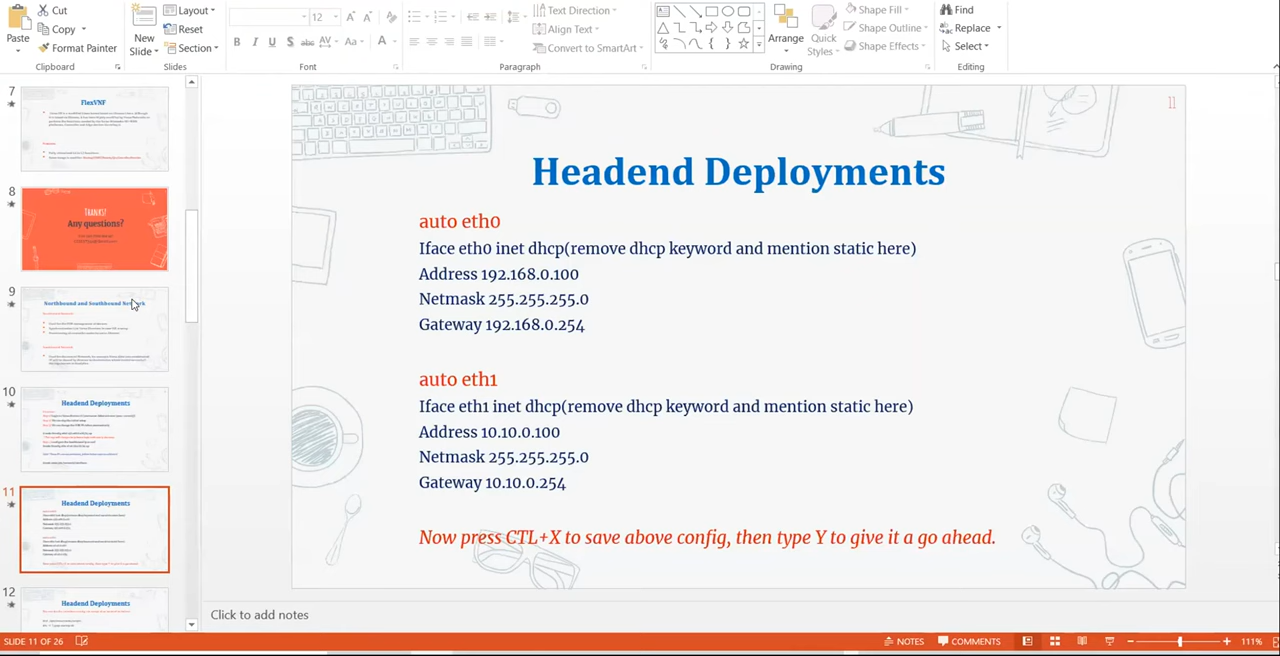 Cut
Copy
Format Painter
Paste
Clipboard
New
Slide
Layout
Reset
Section
Slides
12
B I U S abc AV Aa A
Font
Text Direction
Align Text
Convert to SmartArt
Paragraph
Arrange
Quick
Styles
Shape Fill
Shape Outline
Shape Effects
Drawing
Find
Replace
Select
Editing
7
FlexVNF
8
THANKS!
Any questions?
9
Northbound and Southbound Network
10
Headend Deployments
11
Headend Deployments
12
Headend Deployments
11
Headend Deployments
auto eth0
Iface eth0 inet dhcp(remove dhcp keyword and mention static here)
Address 192.168.0.100
Netmask 255.255.255.0
Gateway 192.168.0.254
auto eth1
Iface eth1 inet dhcp(remove dhcp keyword and mention static here)
Address 10.10.0.100
Netmask 255.255.255.0
Gateway 10.10.0.254
Now press CTL+X to save above config, then type Y to give it a go ahead.
Click to add notes
SLIDE 11 OF 26
NOTES
COMMENTS
111%